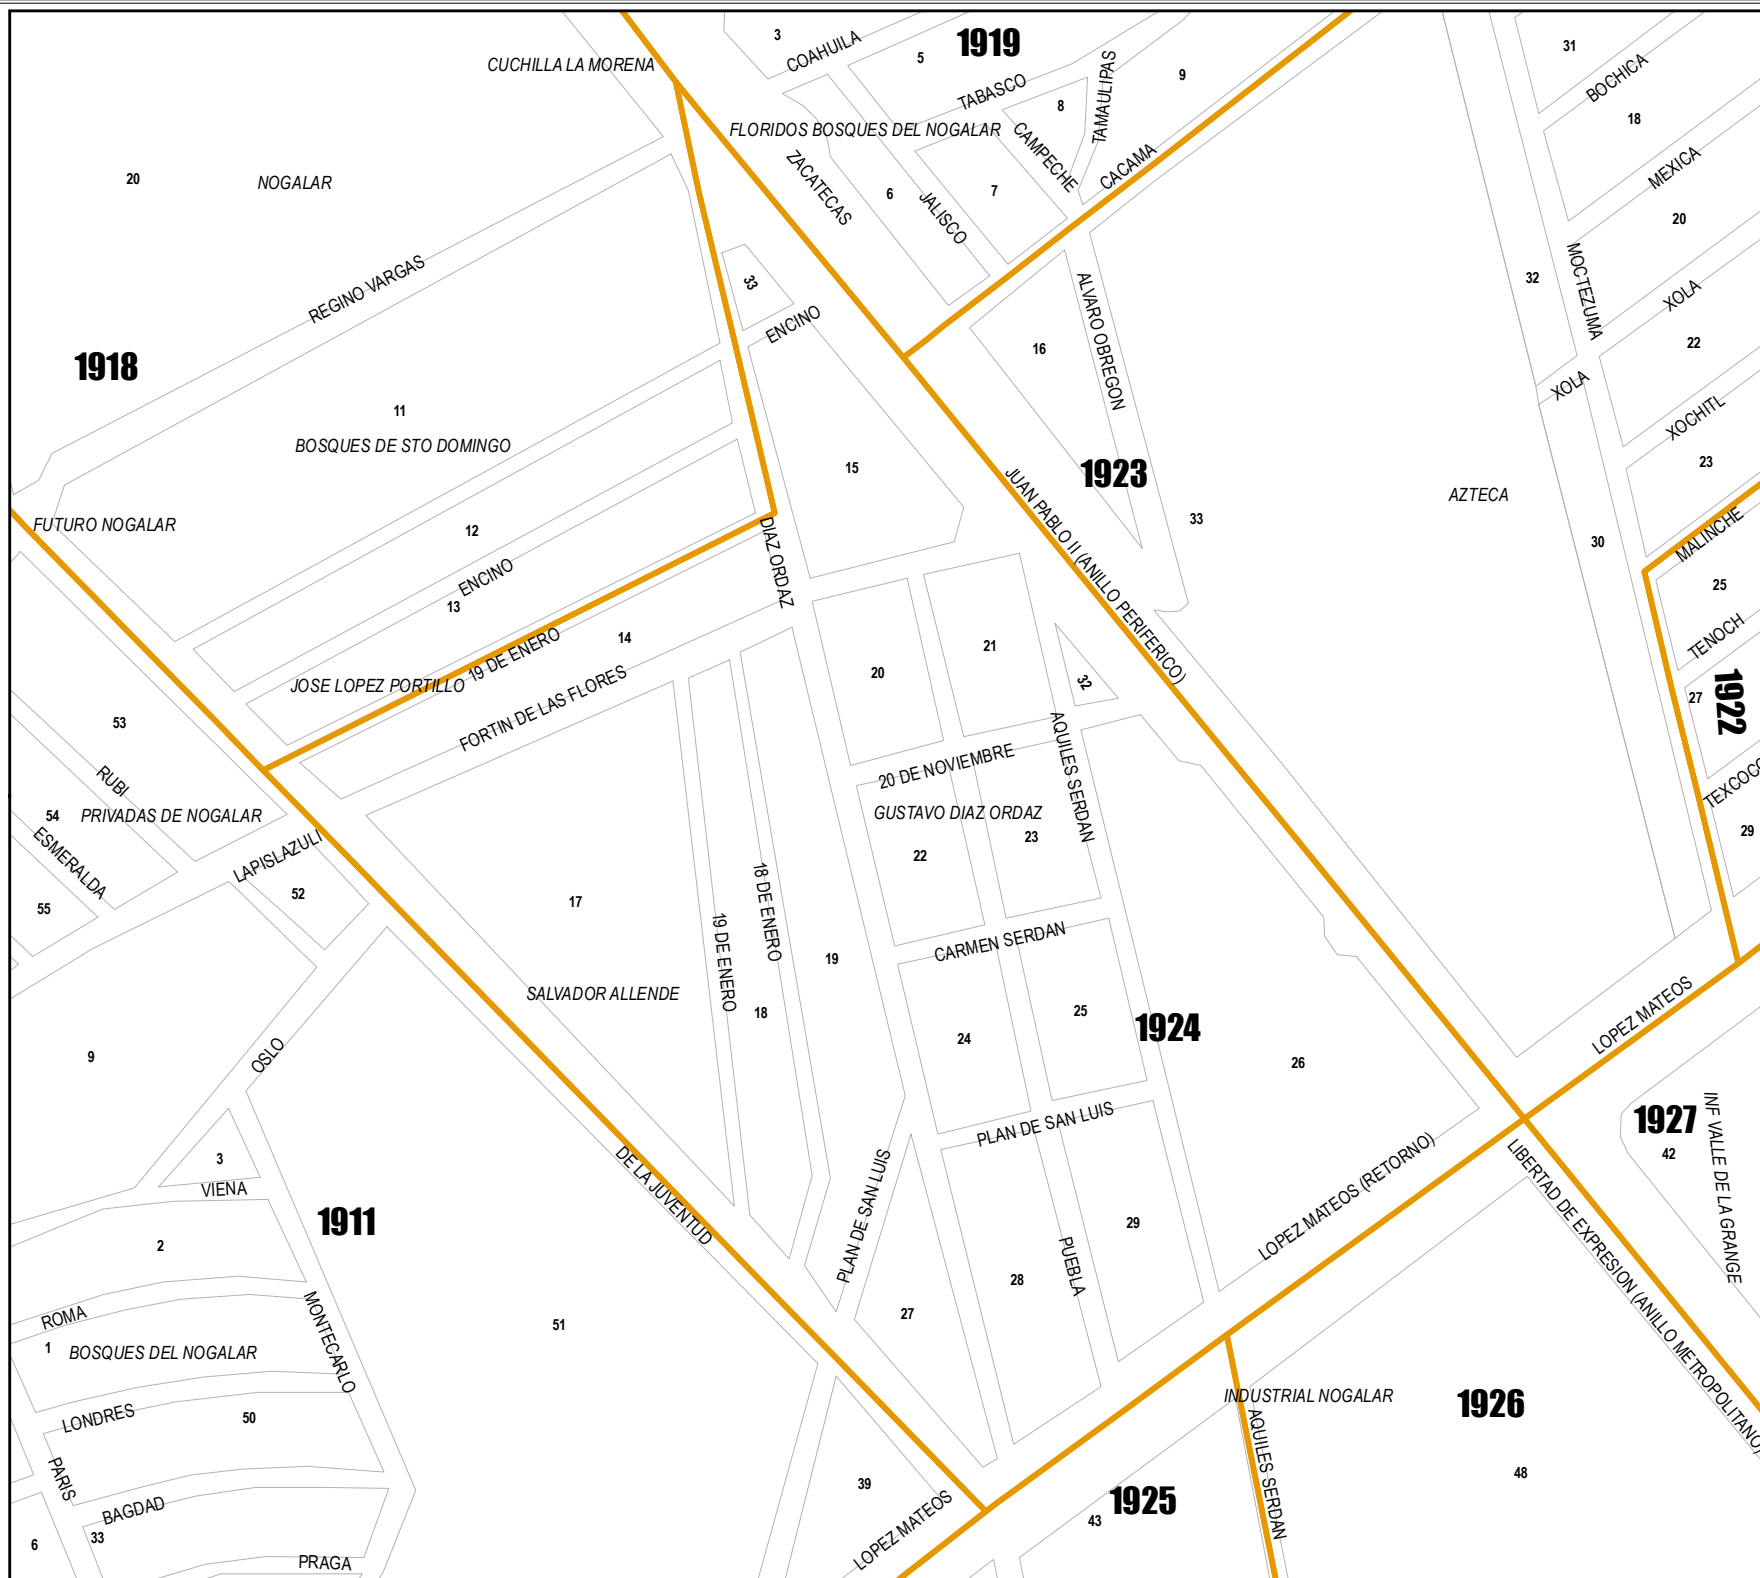 3
COAHUILA
5
1919
31
CUCHILLA LA MORENA
TABASCO
TAMAULIPAS
9
BOCHICA
8
18
FLORIDOS BOSQUES DEL NOGALAR
CAMPECHE
CACAMA
MEXICA
20
NOGALAR
ZACATECAS
6
JALISCO
7
20
REGINO VARGAS
33
ENCINO
ALVARO OBREGON
32
MOCTEZUMA
XOLA
1918
16
22
XOLA
11
BOSQUES DE STO DOMINGO
XOCHITL
15
1923
23
AZTECA
FUTURO NOGALAR
12
DIAZ ORDAZ
JUAN PABLO II (ANILLO PERIFERICO)
33
30
MALINCHE
ENCINO
13
25
14
19 DE ENERO
TENOCH
JOSE LOPEZ PORTILLO
FORTIN DE LAS FLORES
20
21
32
27
1922
53
RUBI
20 DE NOVIEMBRE
AQUILES SERDAN
TEXCOCO
54
PRIVADAS DE NOGALAR
GUSTAVO DIAZ ORDAZ
29
ESMERALDA
LAPISLAZULI
22
23
52
55
17
19 DE ENERO
18 DE ENERO
CARMEN SERDAN
19
SALVADOR ALLENDE
18
25
1924
LOPEZ MATEOS
24
9
OSLO
26
3
VIENA
PLAN DE SAN LUIS
1927
42
INF VALLE DE LA GRANGE
1911
DE LA JUVENTUD
PLAN DE SAN LUIS
LOPEZ MATEOS (RETORNO)
LIBERTAD DE EXPRESION (ANILLO METROPOLITANO)
2
29
PUEBLA
28
ROMA
MONTECARLO
27
51
1
BOSQUES DEL NOGALAR
INDUSTRIAL NOGALAR
1926
LONDRES
50
AQUILES SERDAN
PARIS
39
48
BAGDAD
LOPEZ MATEOS
1925
43
6
33
PRAGA